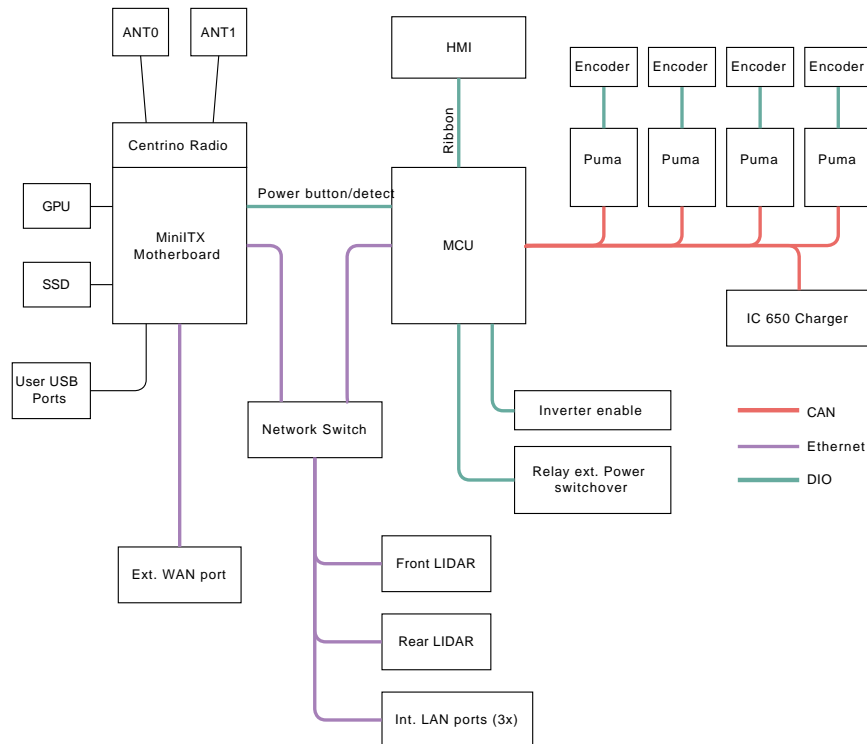 ANT0
ANT1
HMI
Encoder
Encoder
Encoder
Encoder
Centrino Radio
Ribbon
Puma
Puma
Puma
Puma
Power button/detect
GPU
MiniITX
Motherboard
MCU
SSD
IC 650 Charger
User USB
Ports
Inverter enable
CAN
Network Switch
Ethernet
Relay ext. Power
switchover
DIO
Front LIDAR
Ext. WAN port
Rear LIDAR
Int. LAN ports (3x)